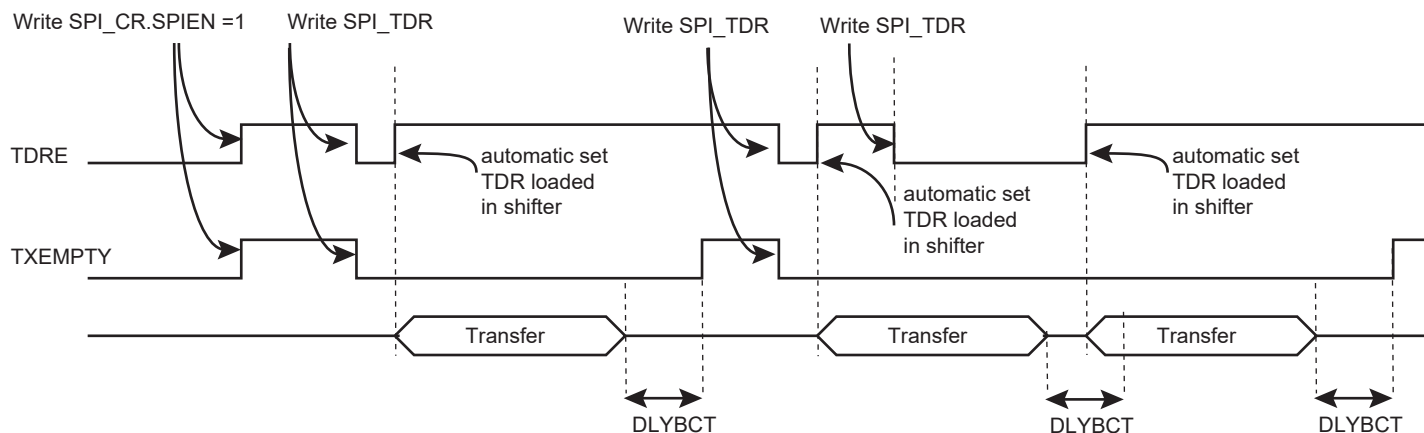 Write SPI_CR.SPIEN =1
Write SPI_TDR
Write SPI_TDR
Write SPI_TDR
TDRE
automatic set
TDR loaded
in shifter
automatic set
TDR loaded
in shifter
automatic set
TDR loaded
in shifter
TXEMPTY
Transfer
Transfer
Transfer
DLYBCT
DLYBCT
DLYBCT